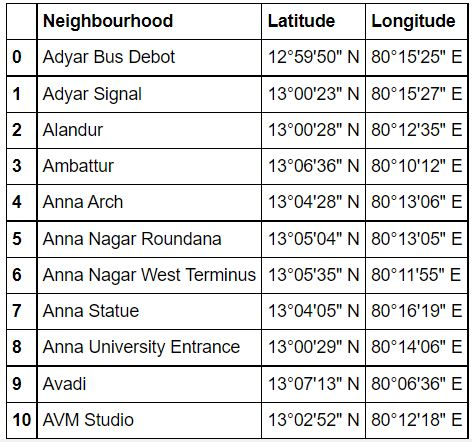 Neighbourhood Latitude Longitude
0 Adyar Bus Debot 12°59'50" N 80°15'25" E
1 Adyar Signal 13°00'23" N 80°15'27" E
2 Alandur 13°00'28" N 80°12'35" E
3 Ambattur 13°06'36" N 80°10'12" E
4 Anna Arch 13°04'28" N 80°13'06" E
5 Anna Nagar Roundana 13°05'04" N 80°13'05" E
6 Anna Nagar West Terminus 13°05'35" N 80°11'55" E
7 Anna Statue 13°04'05" N 80°16'19" E
8 Anna University Entrance 13°00'29" N 80°14'06" E
9 Avadi 13°07'13" N 80°06'36" E
10 AVM Studio 13°02'52" N 80°12'18" E